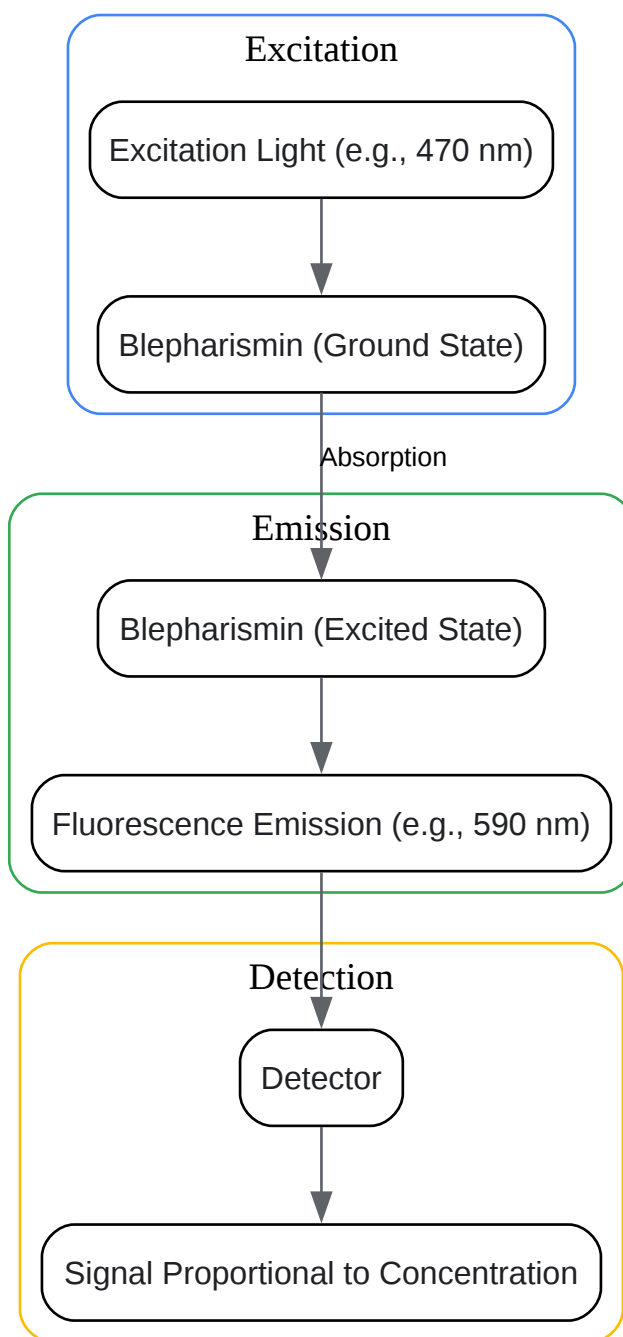 Excitation
Excitation Light (e.g., 470 nm)
Blepharismin (Ground State)
Absorption
Emission
Blepharismin (Excited State)
Fluorescence Emission (e.g., 590 nm)
Detection
Detector
Signal Proportional to Concentration